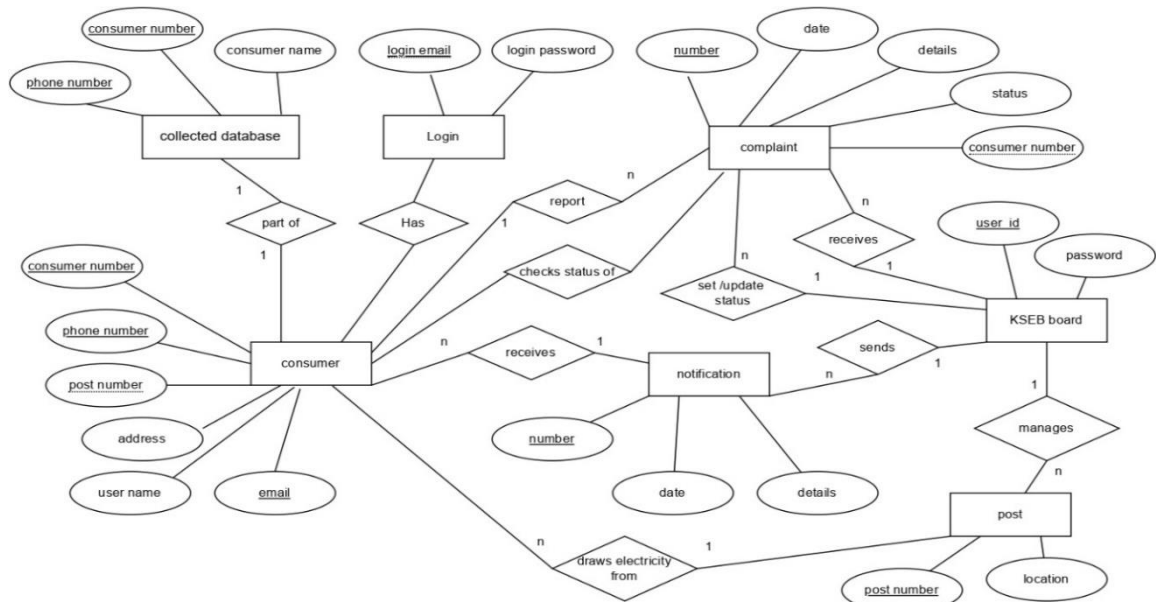 consumer number
date
consumer name
login email
login password
number
details
phone number
status
collected database
Login
complaint
consumer number
n
1
report
n
user_id
part of
Has
1
receives
password
1
consumer number
checks status of
n
1
set /update
status
1
KSEB board
phone number
consumer
n
receives
1
sends
1
notification
post number
n
1
address
number
manages
user name
email
date
details
n
post
n
draws electricity
from
1
post number
location